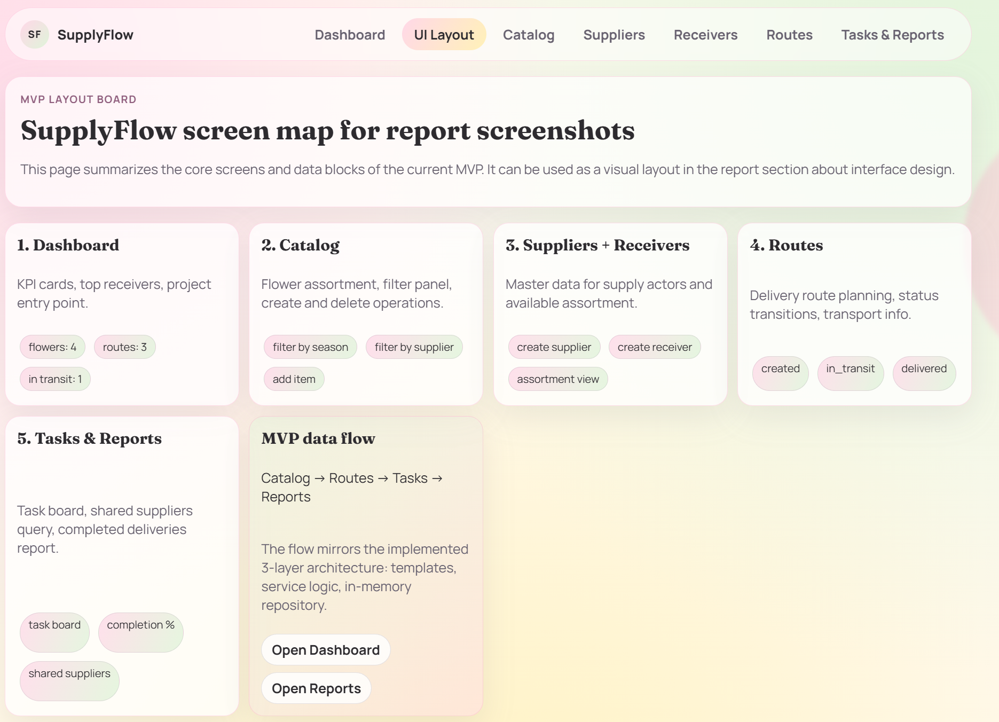 SF SupplyFlow Dashboard UI Layout Catalog Suppliers Receivers Routes Tasks & Reports
MVP LAYOUT BOARD
SupplyFlow screen map for report screenshots
This page summarizes the core screens and data blocks of the current MVP. It can be used as a visual layout in the report section about interface design.
1. Dashboard
KPI cards, top receivers, project
entry point.
flowers: 4 routes: 3
in transit: 1
2. Catalog
Flower assortment, filter panel,
create and delete operations.
filter by season filter by supplier
add item
3. Suppliers + Receivers
Master data for supply actors and
available assortment.
create supplier create receiver
assortment view
4. Routes
Delivery route planning, status
transitions, transport info.
created in_transit delivered
5. Tasks & Reports
Task board, shared suppliers
query, completed deliveries
report.
task board completion %
shared suppliers
MVP data flow
Catalog → Routes → Tasks →
Reports
The flow mirrors the implemented
3-layer architecture: templates,
service logic, in-memory
repository.
Open Dashboard
Open Reports